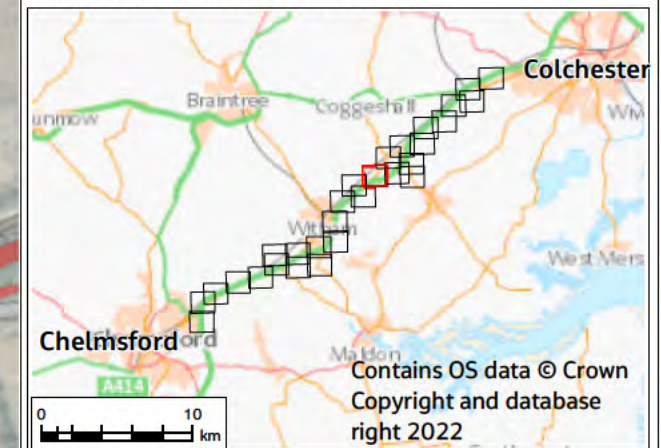 Colchester
Braintree
Coggeshall
unmow
Witham
West Mers
Chelmsford
Maldon
A414
Contains OS data © Crown
Copyright and database
right 2022
0 10
km